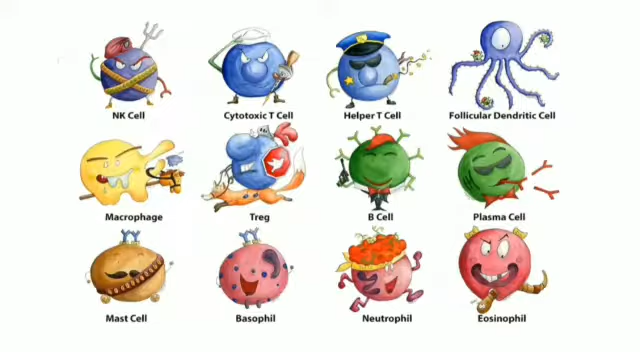 NK Cell
Cytotoxic T Cell
Helper T Cell
Follicular Dendritic Cell
Macrophage
Treg
B Cell
Plasma Cell
Mast Cell
Basophil
Neutrophil
Eosinophil